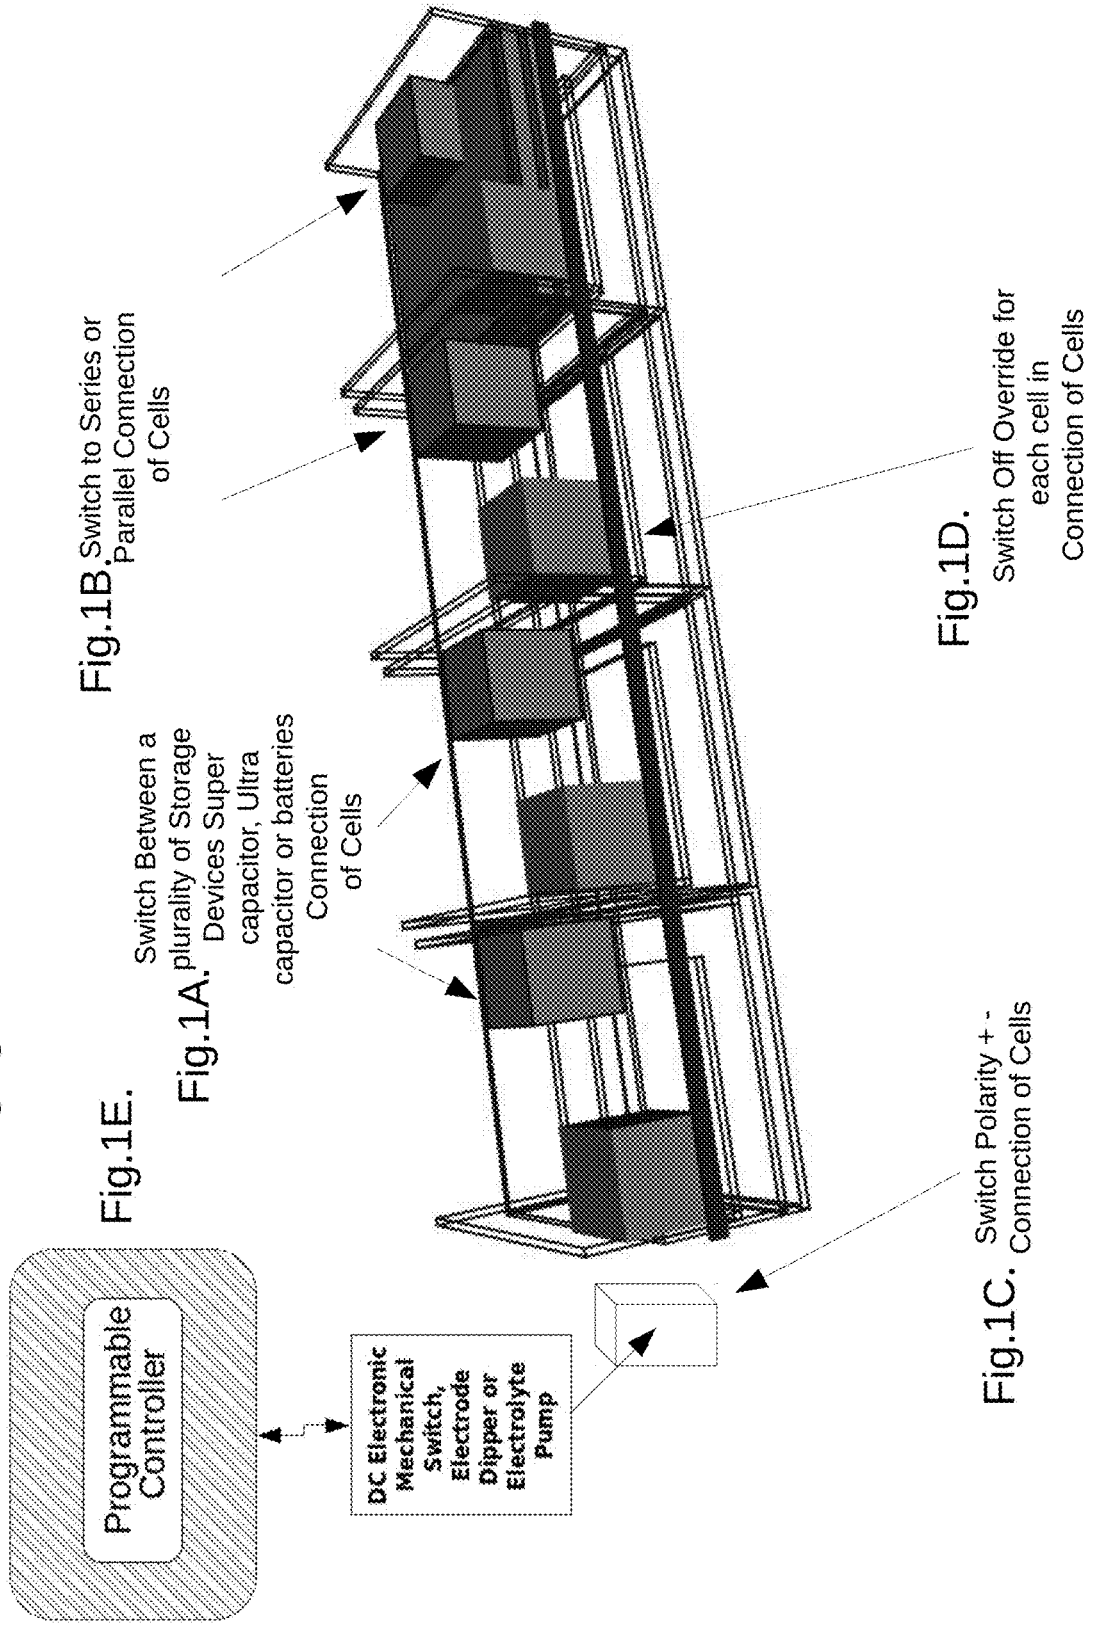 Fig.1E.
Programmable
Controller
DC Electronic
Mechanical
Switch,
Electrode
Dipper or
Electrolyte
Pump
Fig.1A.
Switch Between a
plurality of Storage
Devices Super
capacitor, Ultra
capacitor or batteries
Connection
of Cells
Fig.1B.
Switch to Series or
Parallel Connection
of Cells
Fig.1C.
Switch Polarity + -
Connection of Cells
Fig.1D.
Switch Off Override for
each cell in
Connection of Cells